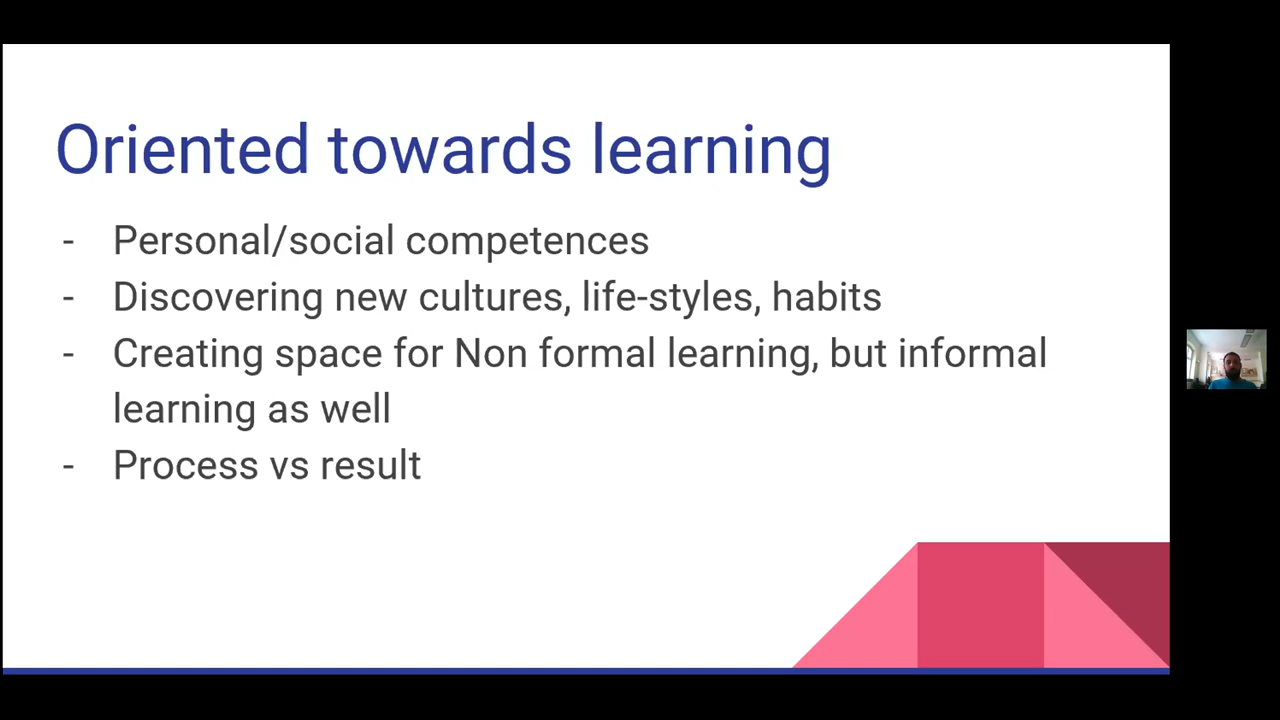 Oriented towards learning
- Personal/social competences
- Discovering new cultures, life-styles, habits
- Creating space for Non formal learning, but informal
learning as well
- Process vs result